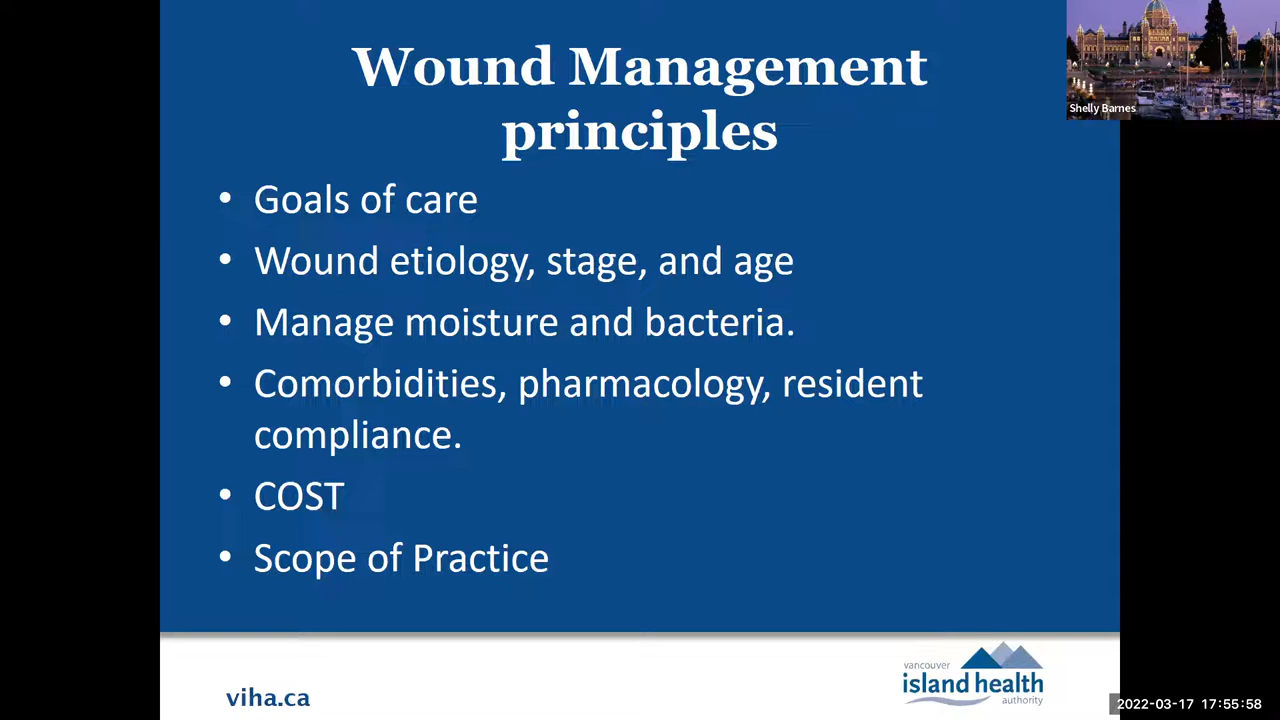 Wound Management
principles
Shelly Barnes
• Goals of care
• Wound etiology, stage, and age
• Manage moisture and bacteria.
• Comorbidities, pharmacology, resident
compliance.
• COST
• Scope of Practice
viha.ca
vancouver
island health
authority
2022-03-17 17:55:58